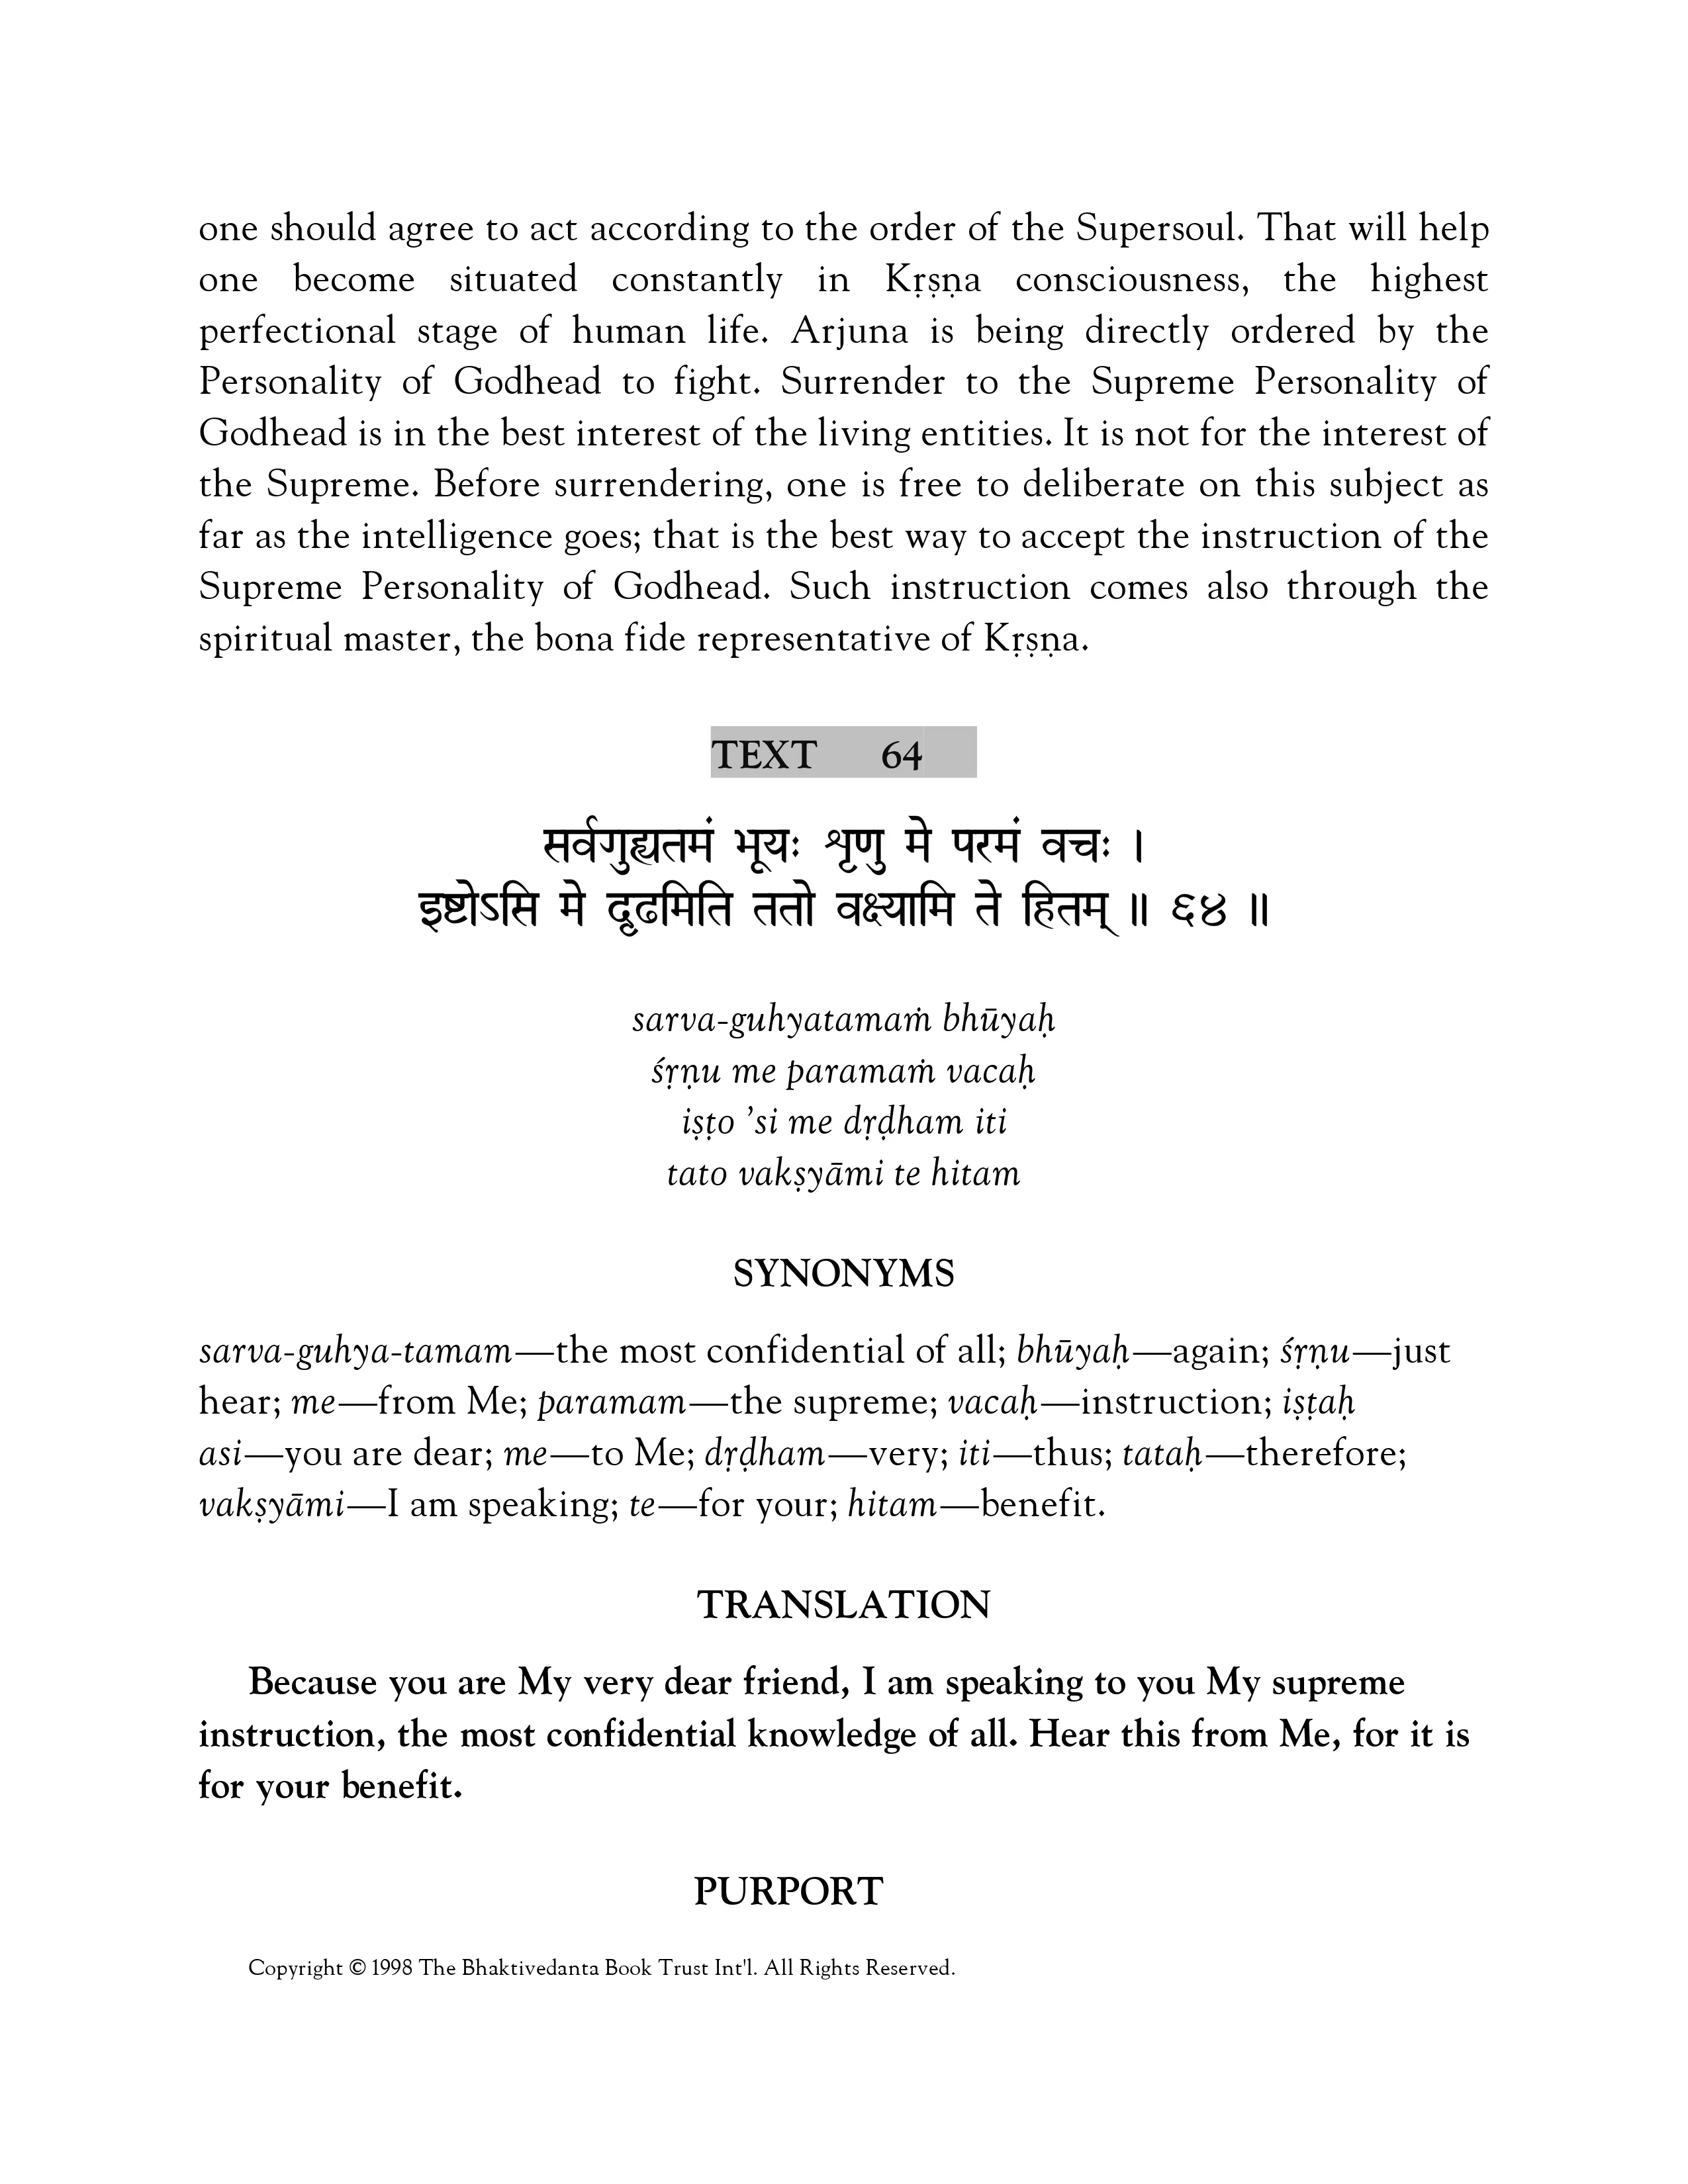 one should agree to act according to the order of the Supersoul. That will help
one become situated constantly in Kṛṣṇa consciousness, the highest
perfectional stage of human life. Arjuna is being directly ordered by the
Personality of Godhead to fight. Surrender to the Supreme Personality of
Godhead is in the best interest of the living entities. It is not for the interest of
the Supreme. Before surrendering, one is free to deliberate on this subject as
far as the intelligence goes; that is the best way to accept the instruction of the
Supreme Personality of Godhead. Such instruction comes also through the
spiritual master, the bona fide representative of Kṛṣṇa.
TEXT 64
सर्वगुह्यतमं भूयः शृणु मे परमं वचः ।
इष्टोऽसि मे दृढमिति ततो वक्ष्यामि ते हितम् ॥ ६४ ॥
sarva-guhyatamaṁ bhūyaḥ
śṛṇu me paramaṁ vacaḥ
iṣṭo ’si me dṛḍham iti
tato vakṣyāmi te hitam
SYNONYMS
sarva-guhya-tamam—the most confidential of all; bhūyaḥ—again; śṛṇu—just
hear; me—from Me; paramam—the supreme; vacaḥ—instruction; iṣṭaḥ
asi—you are dear; me—to Me; dṛḍham—very; iti—thus; tataḥ—therefore;
vakṣyāmi—I am speaking; te—for your; hitam—benefit.
TRANSLATION
Because you are My very dear friend, I am speaking to you My supreme
instruction, the most confidential knowledge of all. Hear this from Me, for it is
for your benefit.
PURPORT
Copyright © 1998 The Bhaktivedanta Book Trust Int'l. All Rights Reserved.